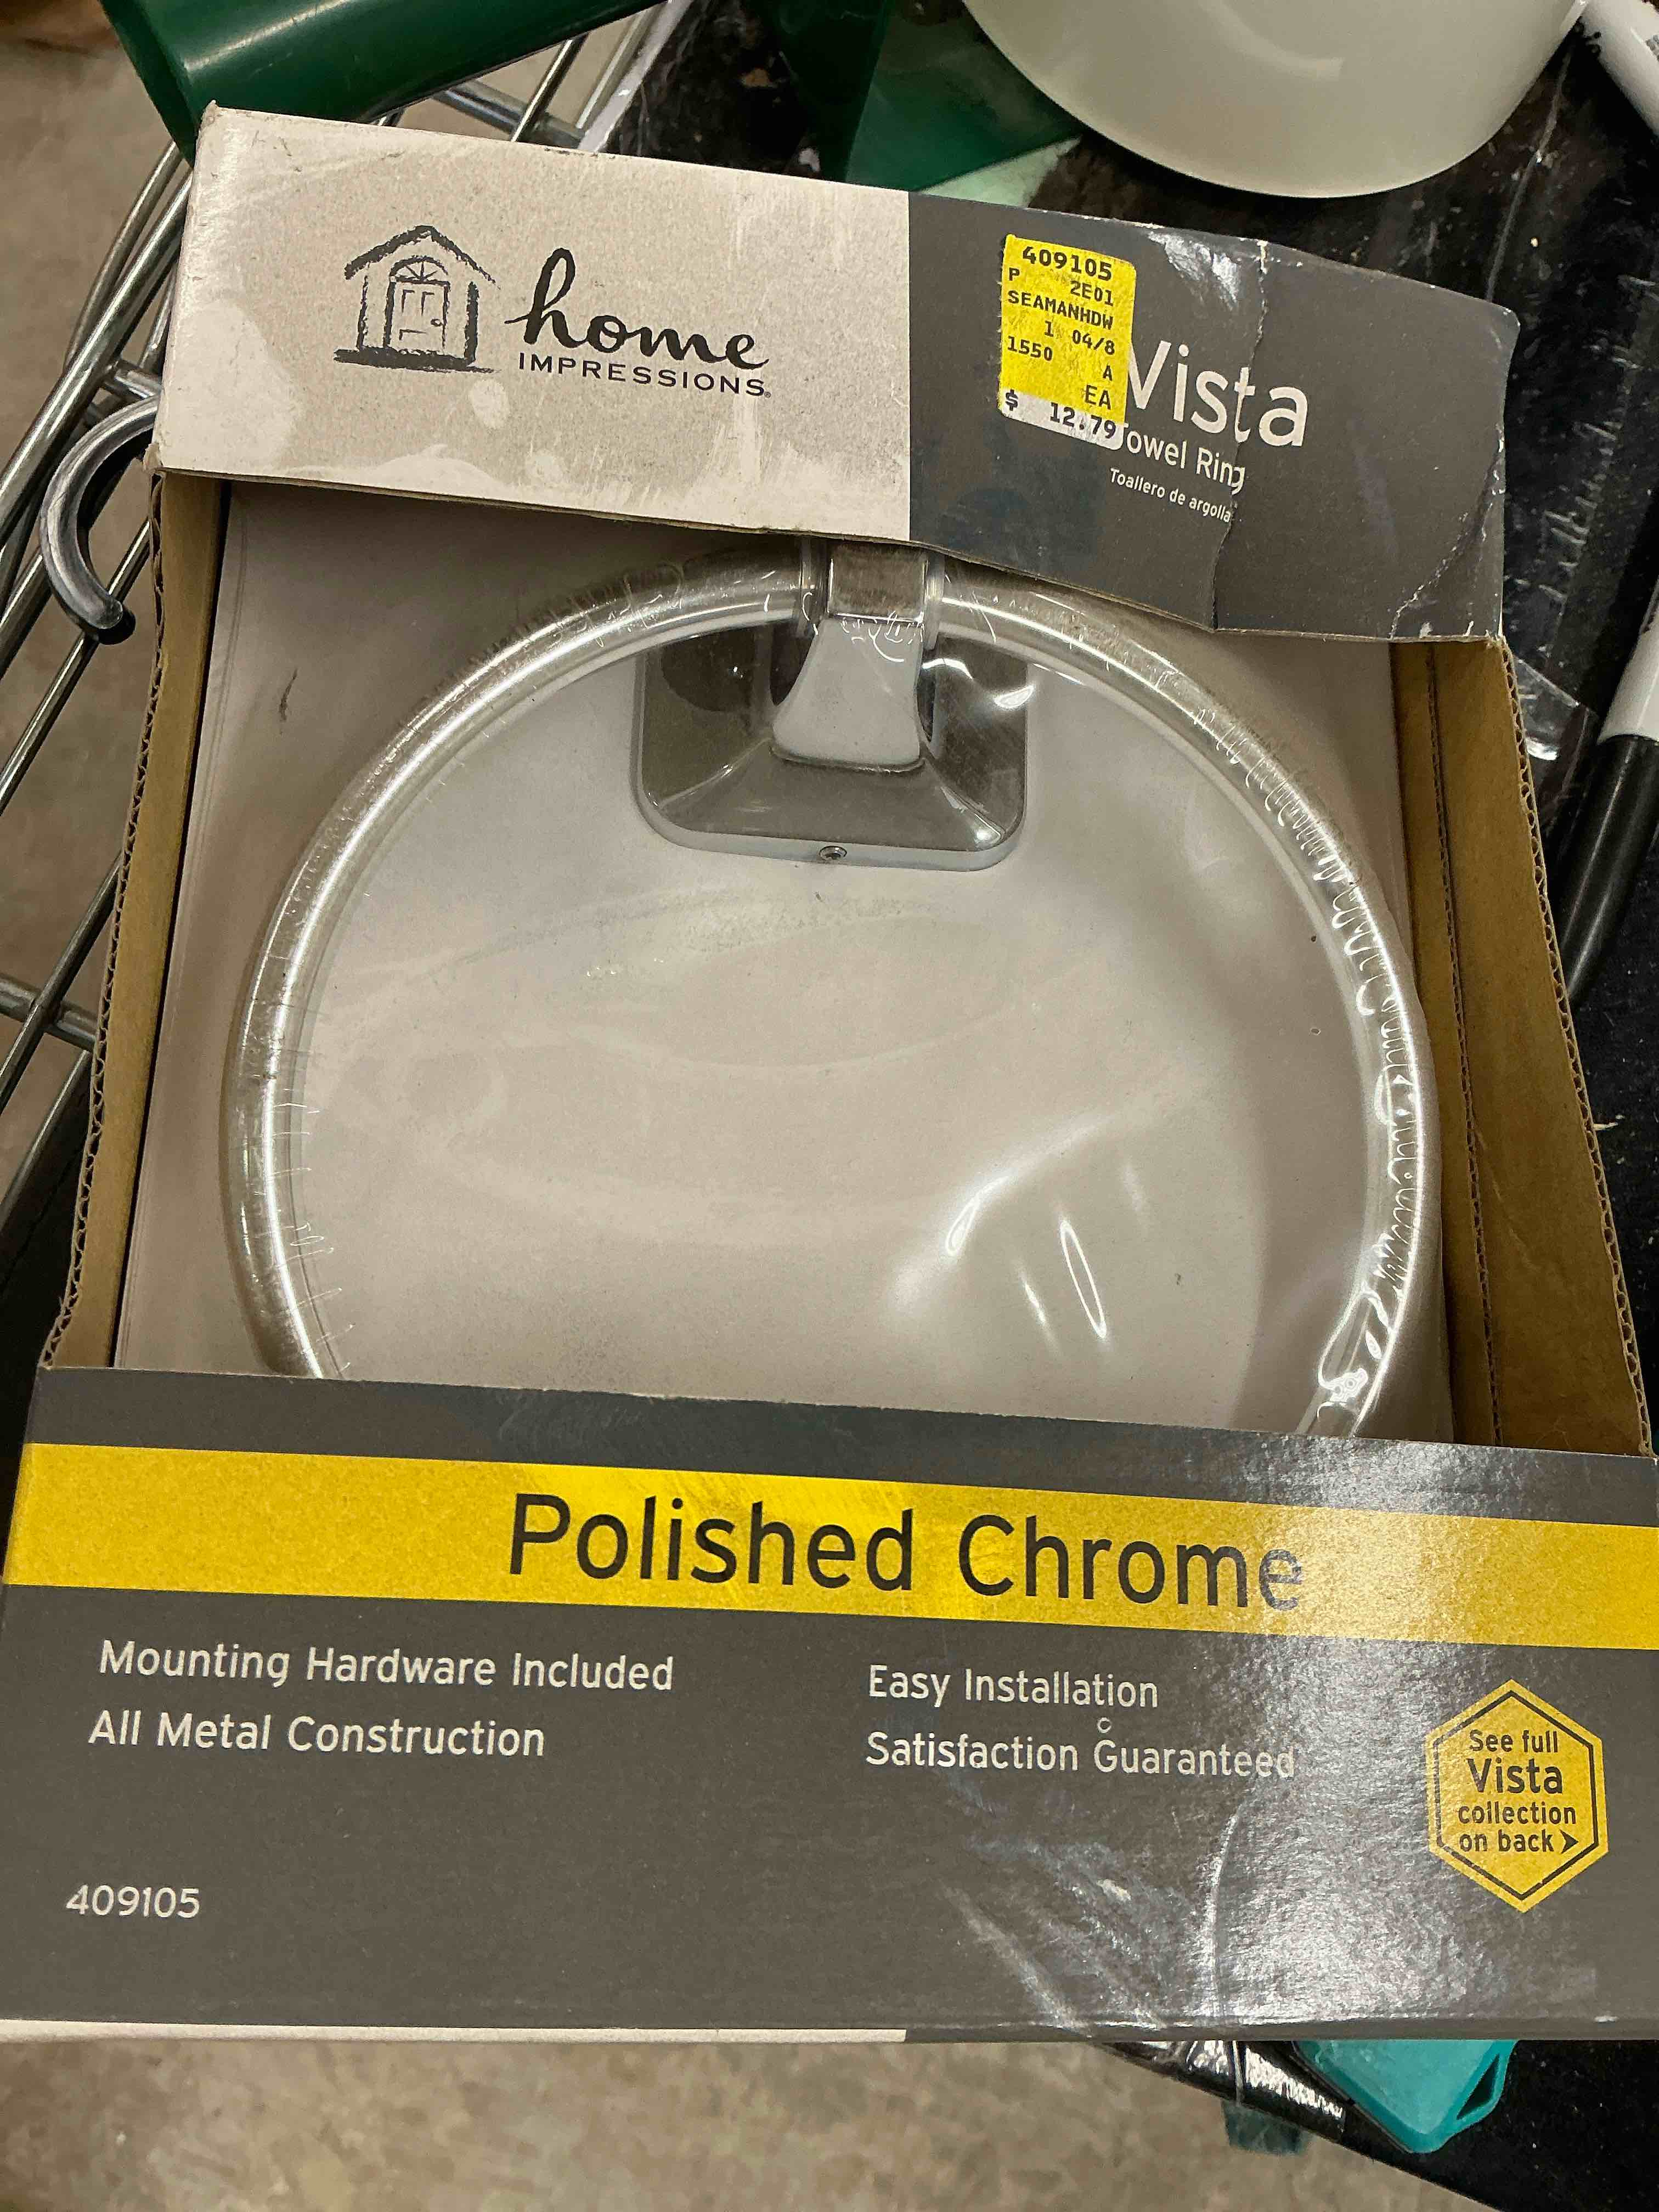 home
IMPRESSIONS®
409105
P 2E01
SEAMANHDW
1 04/8
1550
A
EA
$ 12.79
Vista
Towel Ring
Toallero de argolla
Polished Chrome
Mounting Hardware Included
All Metal Construction
Easy Installation
Satisfaction Guaranteed
See full
Vista
collection
on back
409105